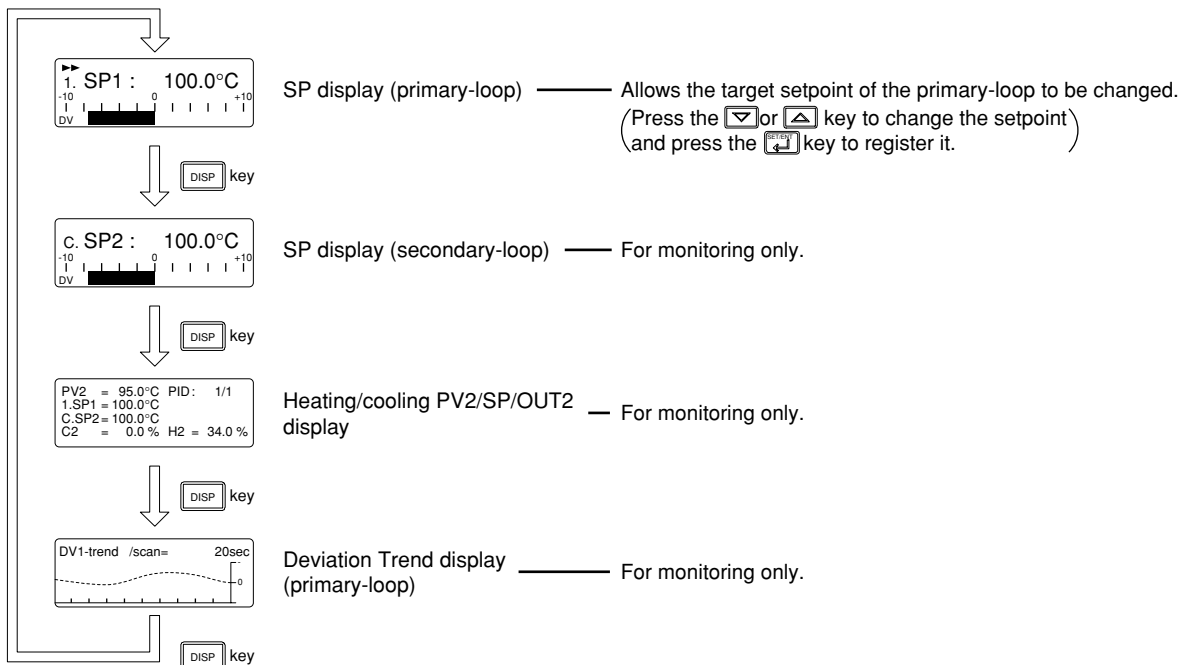 1. SP1 : 100.0°C
-10 0 +10
DV
SP display (primary-loop)
Allows the target setpoint of the primary-loop to be changed.
(Press the ▽ or △ key to change the setpoint
and press the SET/ENT key to register it.)
DISP key
C. SP2 : 100.0°C
-10 0 +10
DV
SP display (secondary-loop)
For monitoring only.
DISP key
PV2 = 95.0°C PID: 1/1
1.SP1 = 100.0°C
C.SP2 = 100.0°C
C2 = 0.0 % H2 = 34.0 %
Heating/cooling PV2/SP/OUT2
display
For monitoring only.
DISP key
DV1-trend /scan= 20sec
0
Deviation Trend display
(primary-loop)
For monitoring only.
DISP key